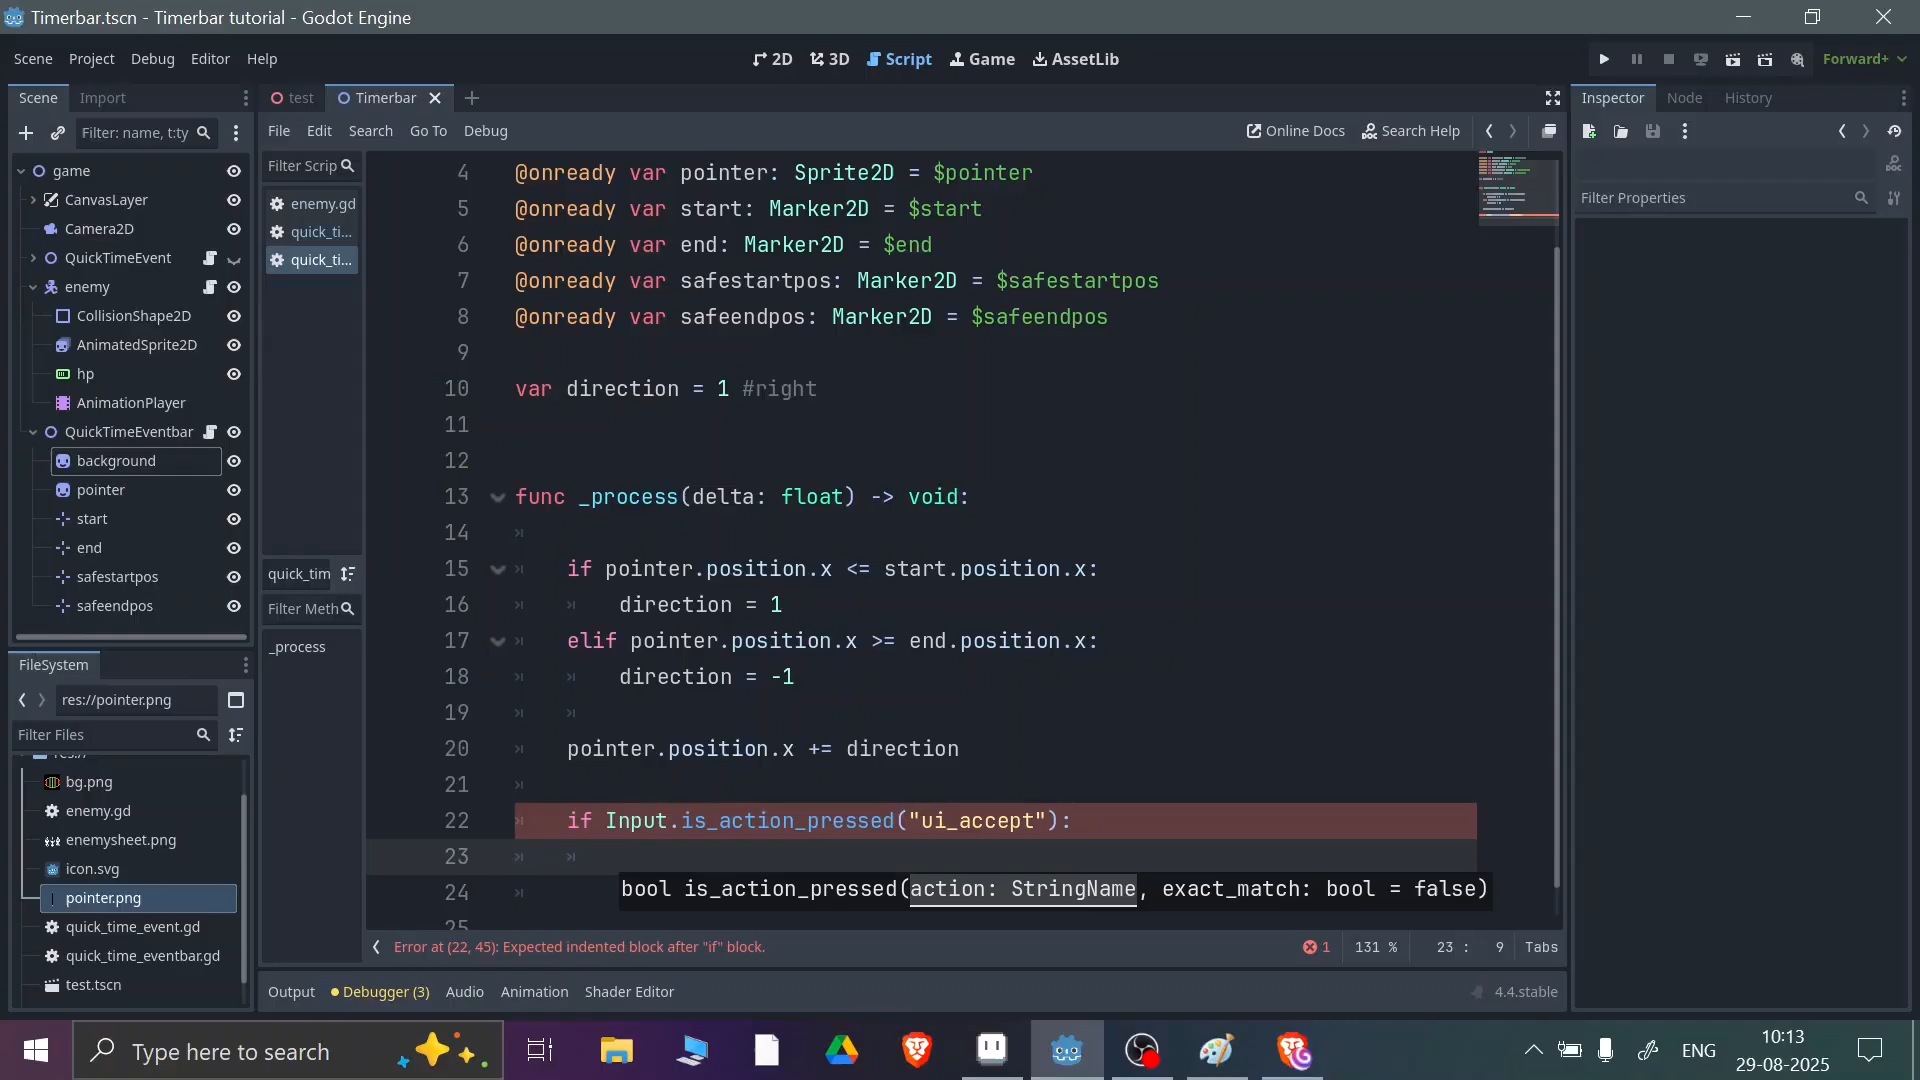 Timerbar.tscn - Timerbar tutorial - Godot Engine
Scene Project Debug Editor Help
2D 3D Script Game AssetLib
Forward+
Scene Import
test Timerbar
Inspector Node History
Filter: name, t:ty
File Edit Search Go To Debug
Online Docs Search Help
Filter Scrip
Filter Properties
game
CanvasLayer
Camera2D
QuickTimeEvent
enemy
CollisionShape2D
AnimatedSprite2D
hp
AnimationPlayer
QuickTimeEventbar
background
pointer
start
end
safestartpos
safeendpos
enemy.gd
quick_ti...
quick_ti...
quick_tim
Filter Meth
_process
4 @onready var pointer: Sprite2D = $pointer
5 @onready var start: Marker2D = $start
6 @onready var end: Marker2D = $end
7 @onready var safestartpos: Marker2D = $safestartpos
8 @onready var safeendpos: Marker2D = $safeendpos
9
10 var direction = 1 #right
11
12
13 func _process(delta: float) -> void:
14
15 if pointer.position.x <= start.position.x:
16 direction = 1
17 elif pointer.position.x >= end.position.x:
18 direction = -1
19
20 pointer.position.x += direction
21
22 if Input.is_action_pressed("ui_accept"):
23
24
bool is_action_pressed(action: StringName, exact_match: bool = false)
25
Error at (22, 45): Expected indented block after "if" block.
1 131 % 23 : 9 Tabs
FileSystem
res://pointer.png
Filter Files
res://
bg.png
enemy.gd
enemysheet.png
icon.svg
pointer.png
quick_time_event.gd
quick_time_eventbar.gd
test.tscn
Output Debugger (3) Audio Animation Shader Editor
4.4.stable
Type here to search
ENG
10:13
29-08-2025